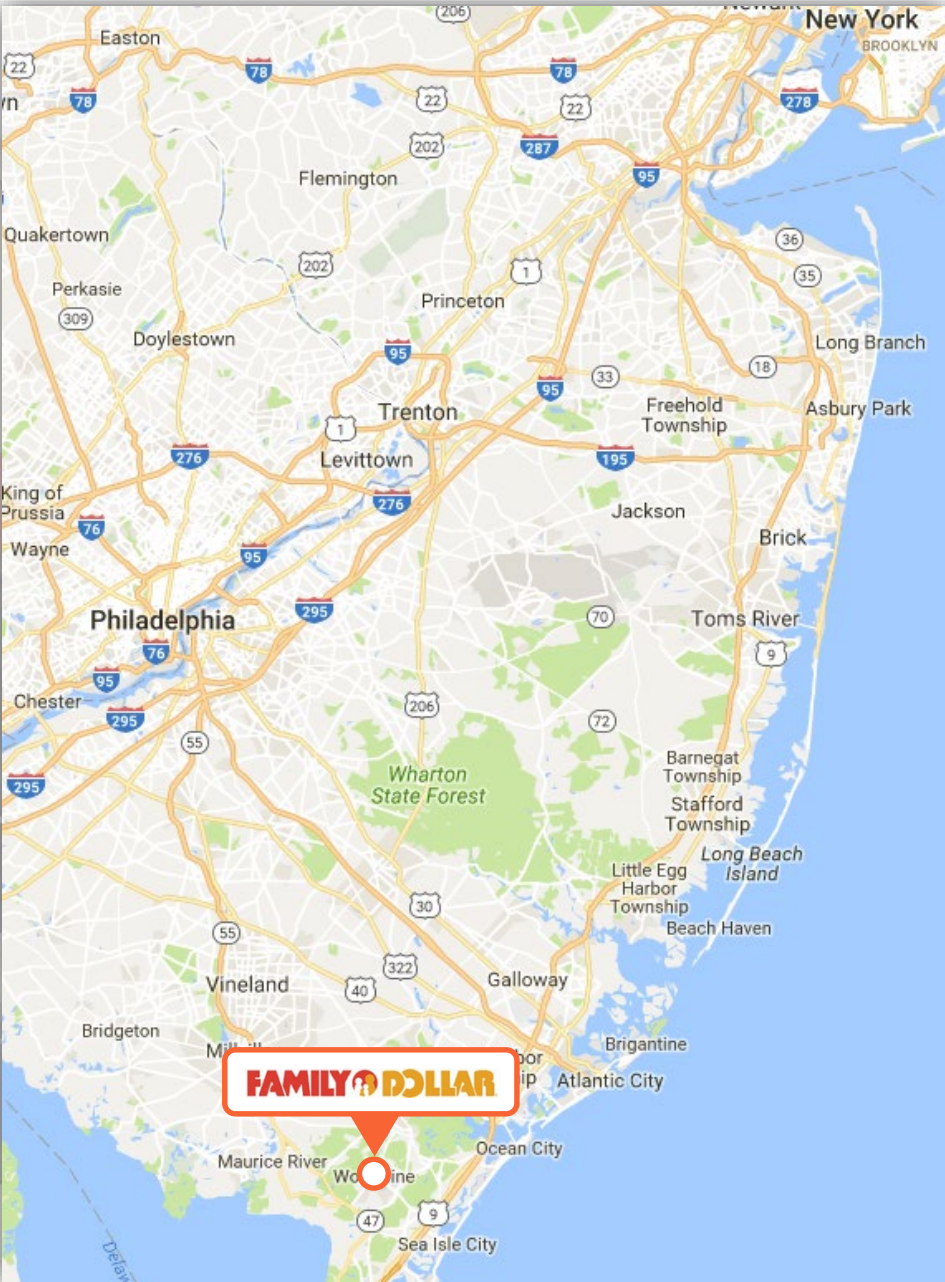 206
New York
Easton
BROOKLYN
22
78
78
78
22
22
278
202
287
95
Flemington
Quakertown
36
202
1
35
Perkasie
Princeton
309
Doylestown
Long Branch
95
18
33
95
Freehold
Township
Asbury Park
Trenton
1
276
Levittown
195
King of
Prussia
276
Jackson
76
Brick
Wayne
95
295
70
Philadelphia
Toms River
76
9
95
Chester
206
295
72
55
Barnegat
Township
Wharton
State Forest
295
Stafford
Township
Long Beach
Island
Little Egg
Harbor
Township
30
Beach Haven
55
322
Vineland
40
Galloway
Bridgeton
Brigantine
FAMILY DOLLAR
Atlantic City
Ocean City
Maurice River
47
9
Sea Isle City